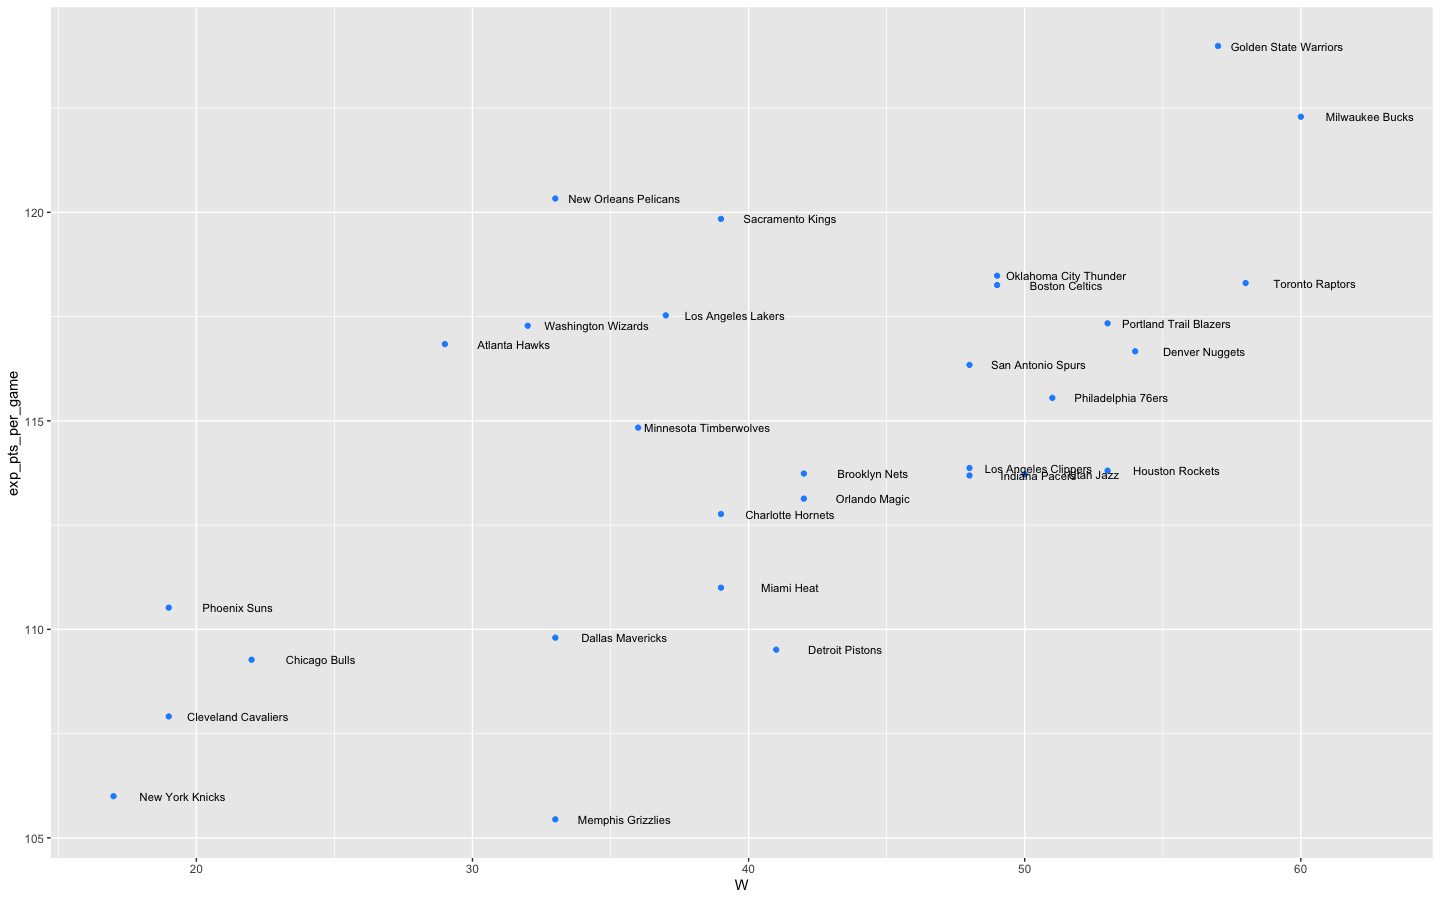 Golden State Warriors
Milwaukee Bucks
New Orleans Pelicans
120
Sacramento Kings
Oklahoma City Thunder
Boston Celtics
Toronto Raptors
Los Angeles Lakers
Washington Wizards
Portland Trail Blazers
Atlanta Hawks
Denver Nuggets
San Antonio Spurs
Philadelphia 76ers
115
Minnesota Timberwolves
exp_pts_per_game
Los Angeles Clippers
Houston Rockets
Brooklyn Nets
Indiana Pacers
Utah Jazz
Orlando Magic
Charlotte Hornets
Miami Heat
Phoenix Suns
110
Dallas Mavericks
Detroit Pistons
Chicago Bulls
Cleveland Cavaliers
New York Knicks
Memphis Grizzlies
105
20 30 40 50 60
W